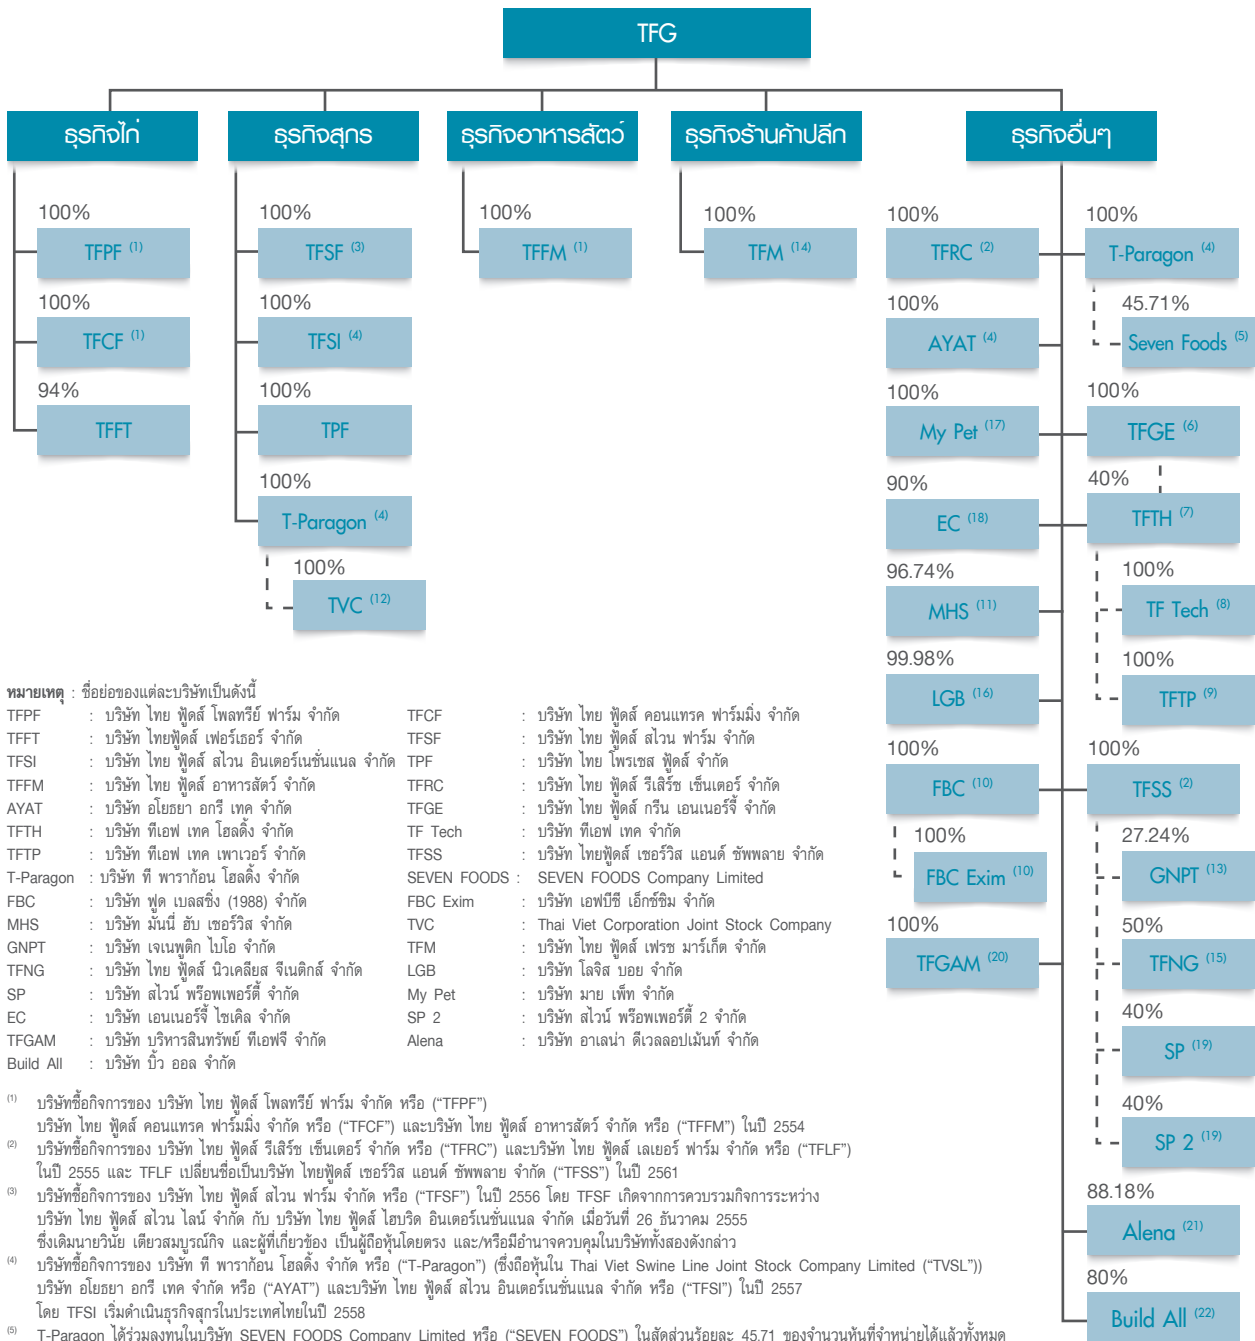 TFG
ธุรกิจไก่
ธุรกิจสุกร
ธุรกิจอาหารสัตว์
ธุรกิจร้านค้าปลีก
ธุรกิจอื่นๆ
100%
TFPF (1)
100%
TFCF (1)
94%
TFFT
100%
TFSF (3)
100%
TFSI (4)
100%
TPF
100%
T-Paragon (4)
100%
TVC (12)
100%
TFFM (1)
100%
TFM (14)
100%
TFRC (2)
100%
AYAT (4)
100%
My Pet (17)
90%
EC (18)
96.74%
MHS (11)
99.98%
LGB (16)
100%
FBC (10)
100%
FBC Exim (10)
100%
TFGAM (20)
100%
T-Paragon (4)
45.71%
Seven Foods (5)
100%
TFGE (6)
40%
TFTH (7)
100%
TF Tech (8)
100%
TFTP (9)
100%
TFSS (2)
27.24%
GNPT (13)
50%
TFNG (15)
40%
SP (19)
40%
SP 2 (19)
88.18%
Alena (21)
80%
Build All (22)
หมายเหตุ : ชื่อย่อของแต่ละบริษัทเป็นดังนี้
TFPF : บริษัท ไทย ฟู้ดส์ โพลทรีย์ ฟาร์ม จำกัด TFCF : บริษัท ไทย ฟู้ดส์ คอนแทรค ฟาร์มมิ่ง จำกัด
TFFT : บริษัท ไทยฟู้ดส์ เฟอร์เธอร์ จำกัด TFSF : บริษัท ไทย ฟู้ดส์ สไวน ฟาร์ม จำกัด
TFSI : บริษัท ไทย ฟู้ดส์ สไวน อินเตอร์เนชั่นแนล จำกัด TPF : บริษัท ไทย โพรเซส ฟู้ดส์ จำกัด
TFFM : บริษัท ไทย ฟู้ดส์ อาหารสัตว์ จำกัด TFRC : บริษัท ไทย ฟู้ดส์ รีเสิร์ช เซ็นเตอร์ จำกัด
AYAT : บริษัท อโยธยา อกรี เทค จำกัด TFGE : บริษัท ไทย ฟู้ดส์ กรีน เอนเนอร์จี้ จำกัด
TFTH : บริษัท ทีเอฟ เทค โฮลดิ้ง จำกัด TF Tech : บริษัท ทีเอฟ เทค จำกัด
TFTP : บริษัท ทีเอฟ เทค เพาเวอร์ จำกัด TFSS : บริษัท ไทยฟู้ดส์ เซอร์วิส แอนด์ ซัพพลาย จำกัด
T-Paragon : บริษัท ที พาราก้อน โฮลดิ้ง จำกัด SEVEN FOODS : SEVEN FOODS Company Limited
FBC : บริษัท ฟูด เบลสซิ่ง (1988) จำกัด FBC Exim : บริษัท เอฟบีซี เอ็กซ์ซิม จำกัด
MHS : บริษัท มันนี่ ฮับ เซอร์วิส จำกัด TVC : Thai Viet Corporation Joint Stock Company
GNPT : บริษัท เจเนพูติก ไบโอ จำกัด TFM : บริษัท ไทย ฟู้ดส์ เฟรช มาร์เก็ต จำกัด
TFNG : บริษัท ไทย ฟู้ดส์ นิวเคลียส จีเนติกส์ จำกัด LGB : บริษัท โลจิส บอย จำกัด
SP : บริษัท สไวน์ พร๊อพเพอร์ตี้ จำกัด My Pet : บริษัท มาย เพ็ท จำกัด
EC : บริษัท เอนเนอร์จี้ ไซเคิล จำกัด SP 2 : บริษัท สไวน์ พร๊อพเพอร์ตี้ 2 จำกัด
TFGAM : บริษัท บริหารสินทรัพย์ ทีเอฟจี จำกัด Alena : บริษัท อาเลน่า ดีเวลลอปเม้นท์ จำกัด
Build All : บริษัท บิ้ว ออล จำกัด
(1) บริษัทซื้อกิจการของ บริษัท ไทย ฟู้ดส์ โพลทรีย์ ฟาร์ม จำกัด หรือ (“TFPF”)
บริษัท ไทย ฟู้ดส์ คอนแทรค ฟาร์มมิ่ง จำกัด หรือ (“TFCF”) และบริษัท ไทย ฟู้ดส์ อาหารสัตว์ จำกัด หรือ (“TFFM”) ในปี 2554
(2) บริษัทซื้อกิจการของ บริษัท ไทย ฟู้ดส์ รีเสิร์ช เซ็นเตอร์ จำกัด หรือ (“TFRC”) และบริษัท ไทย ฟู้ดส์ เลเยอร์ ฟาร์ม จำกัด หรือ (“TFLF”)
ในปี 2555 และ TFLF เปลี่ยนชื่อเป็นบริษัท ไทยฟู้ดส์ เซอร์วิส แอนด์ ซัพพลาย จำกัด (“TFSS”) ในปี 2561
(3) บริษัทซื้อกิจการของ บริษัท ไทย ฟู้ดส์ สไวน ฟาร์ม จำกัด หรือ (“TFSF”) ในปี 2556 โดย TFSF เกิดจากการควบรวมกิจการระหว่าง
บริษัท ไทย ฟู้ดส์ สไวน ไลน์ จำกัด กับ บริษัท ไทย ฟู้ดส์ ไฮบริด อินเตอร์เนชั่นแนล จำกัด เมื่อวันที่ 26 ธันวาคม 2555
ซึ่งเดิมนายวินัย เตียวสมบูรณ์กิจ และผู้ที่เกี่ยวข้อง เป็นผู้ถือหุ้นโดยตรง และ/หรือมีอำนาจควบคุมในบริษัททั้งสองดังกล่าว
(4) บริษัทซื้อกิจการของ บริษัท ที พาราก้อน โฮลดิ้ง จำกัด หรือ (“T-Paragon”) (ซึ่งถือหุ้นใน Thai Viet Swine Line Joint Stock Company Limited (“TVSL”))
บริษัท อโยธยา อกรี เทค จำกัด หรือ (“AYAT”) และบริษัท ไทย ฟู้ดส์ สไวน อินเตอร์เนชั่นแนล จำกัด หรือ (“TFSI”) ในปี 2557
โดย TFSI เริ่มดำเนินธุรกิจสุกรในประเทศไทยในปี 2558
(5) T-Paragon ได้ร่วมลงทุนในบริษัท SEVEN FOODS Company Limited หรือ (“SEVEN FOODS”) ในสัดส่วนร้อยละ 45.71 ของจำนวนหุ้นที่จำหน่ายได้แล้วทั้งหมด